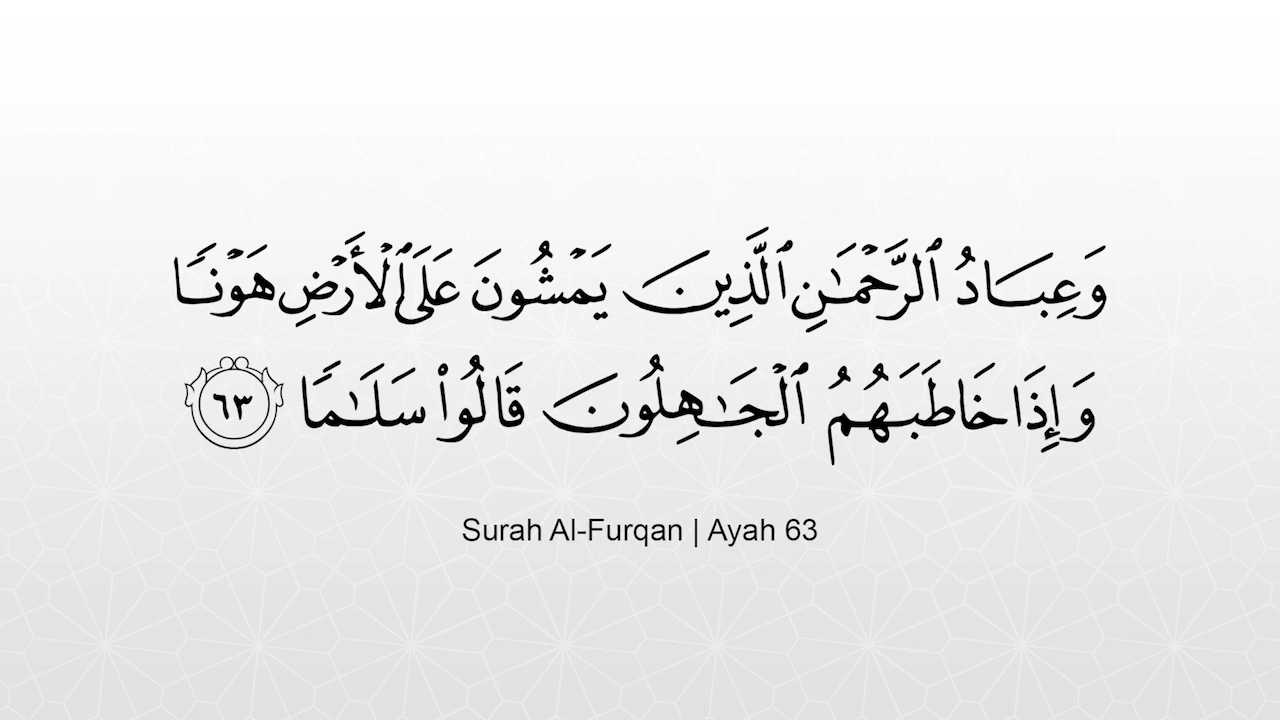 وَعِبَادُ ٱلرَّحْمَـٰنِ ٱلَّذِينَ يَمْشُونَ عَلَى ٱلْأَرْضِ هَوْنًا
وَإِذَا خَاطَبَهُمُ ٱلْجَـٰهِلُونَ قَالُوا۟ سَلَـٰمًا ٦٣
Surah Al-Furqan | Ayah 63